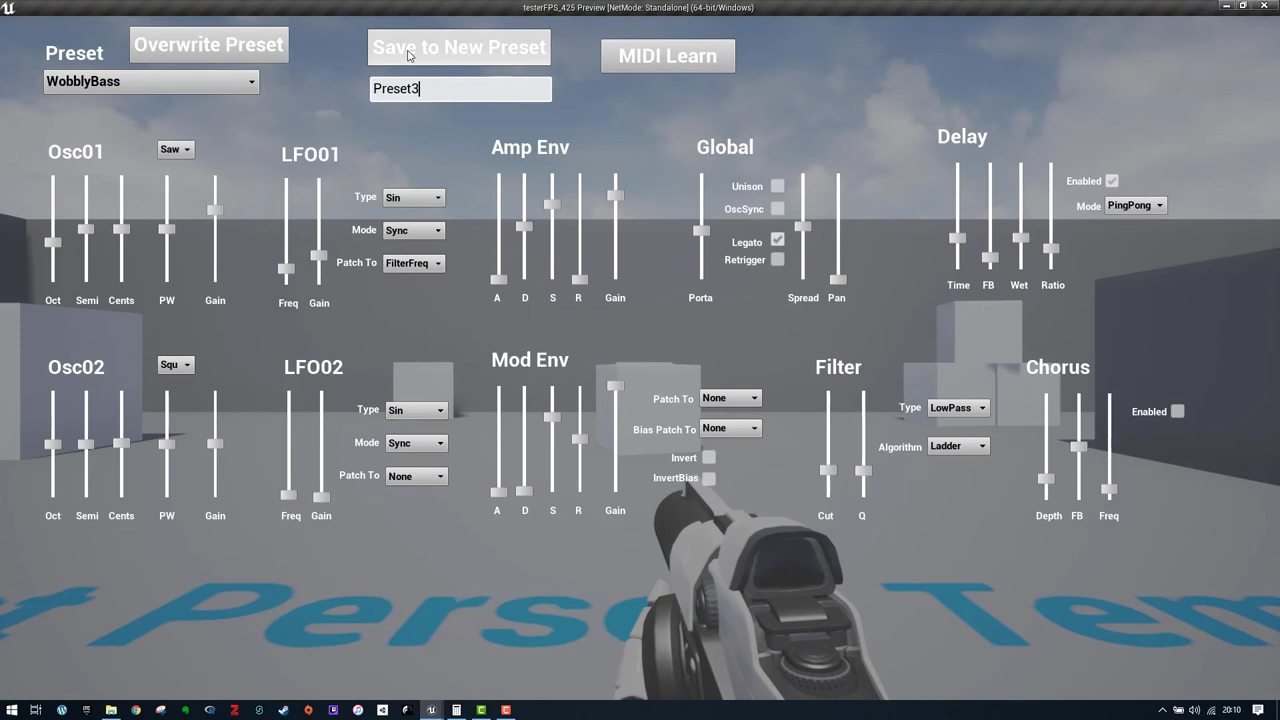 testerFPS_425 Preview [NetMode: Standalone] (64-bit/Windows)
Preset
Overwrite Preset
Save to New Preset
MIDI Learn
WobblyBass
Preset3
Osc01
Saw
Oct Semi Cents PW Gain
LFO01
Type Sin
Mode Sync
Patch To FilterFreq
Freq Gain
Amp Env
A D S R Gain
Global
Unison
OscSync
Legato
Retrigger
Porta Spread Pan
Delay
Enabled
Mode PingPong
Time FB Wet Ratio
Osc02
Squ
Oct Semi Cents PW Gain
LFO02
Type Sin
Mode Sync
Patch To None
Freq Gain
Mod Env
Patch To None
Bias Patch To None
Invert
InvertBias
A D S R Gain
Filter
Type LowPass
Algorithm Ladder
Cut Q
Chorus
Enabled
Depth FB Freq
20:10